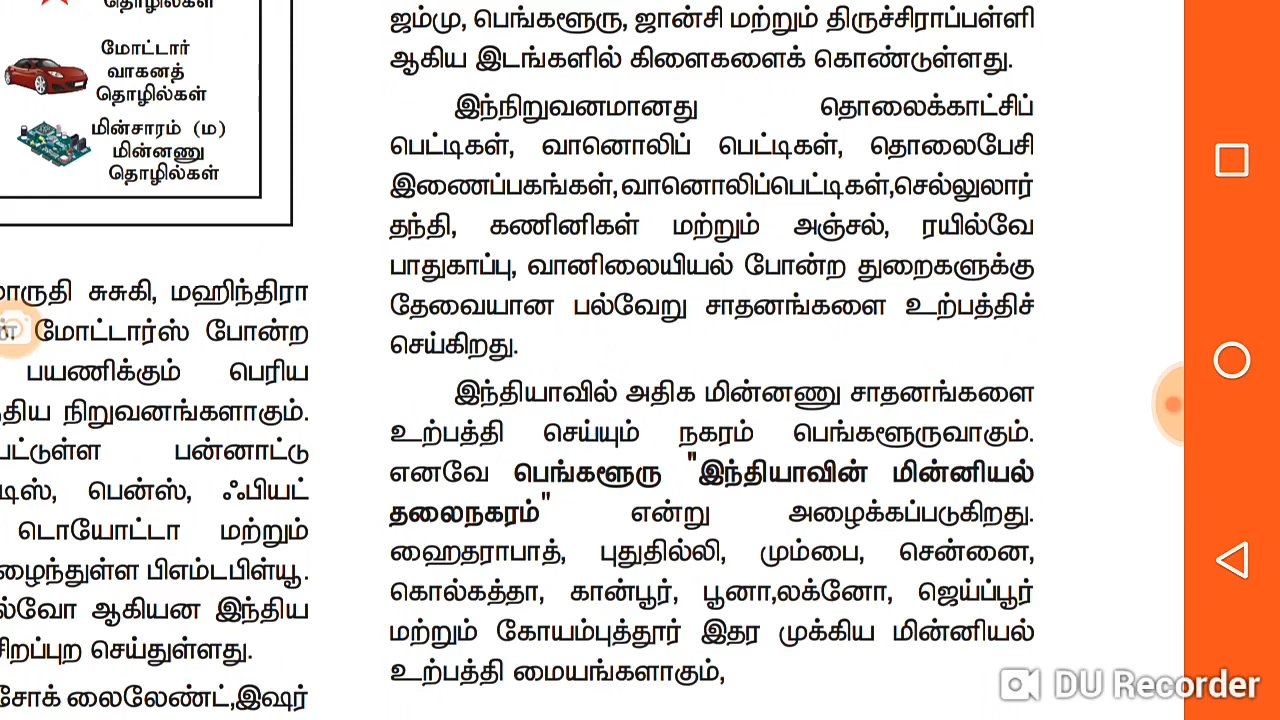 தொழில்கள்
மோட்டார்
வாகனத்
தொழில்கள்
மின்சாரம் (ம)
மின்னணு
தொழில்கள்
சுசுகி, மஹிந்திரா
மோட்டார்ஸ் போன்ற
பயணிக்கும் பெரிய
நிறுவனங்களாகும்.
பன்னாட்டு
பென்ஸ், ஃபியட்
டொயோட்டா மற்றும்
பிஎம்டபிள்யூ.
ஆகியன இந்திய
செய்துள்ளது.
லைலேண்ட்,இஷர்
ஜம்மு, பெங்களூரு, ஜான்சி மற்றும் திருச்சிராப்பள்ளி
ஆகிய இடங்களில் கிளைகளைக் கொண்டுள்ளது.
இந்நிறுவனமானது தொலைக்காட்சிப்
பெட்டிகள், வானொலிப் பெட்டிகள், தொலைபேசி
இணைப்பகங்கள்,வானொலிப்பெட்டிகள்,செல்லுலார்
தந்தி, கணினிகள் மற்றும் அஞ்சல், ரயில்வே
பாதுகாப்பு, வானிலையியல் போன்ற துறைகளுக்கு
தேவையான பல்வேறு சாதனங்களை உற்பத்திச்
செய்கிறது.
இந்தியாவில் அதிக மின்னணு சாதனங்களை
உற்பத்தி செய்யும் நகரம் பெங்களூருவாகும்.
எனவே பெங்களூரு "இந்தியாவின் மின்னியல்
தலைநகரம்" என்று அழைக்கப்படுகிறது.
ஹைதராபாத், புதுதில்லி, மும்பை, சென்னை,
கொல்கத்தா, கான்பூர், பூனா,லக்னோ, ஜெய்ப்பூர்
மற்றும் கோயம்புத்தூர் இதர முக்கிய மின்னியல்
உற்பத்தி மையங்களாகும்,
DU Recorder